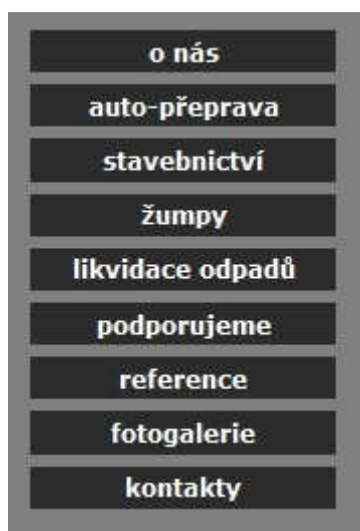 o nás
auto-přeprava
stavebnictví
žumpy
likvidace odpadů
podporujeme
reference
fotogalerie
kontakty